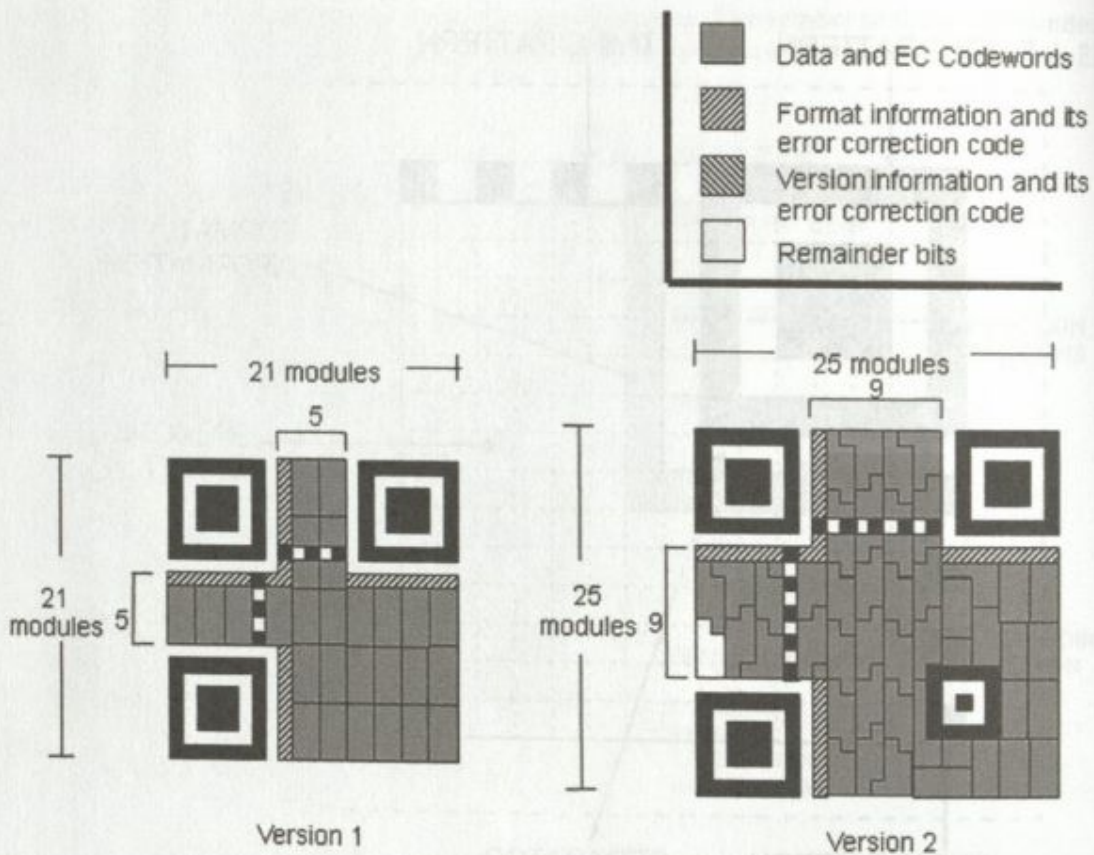 Data and EC Codewords
Format information and its
error correction code
Version information and its
error correction code
Remainder bits
21 modules
5
21
modules
5
Version 1
25 modules
9
25
modules
9
Version 2